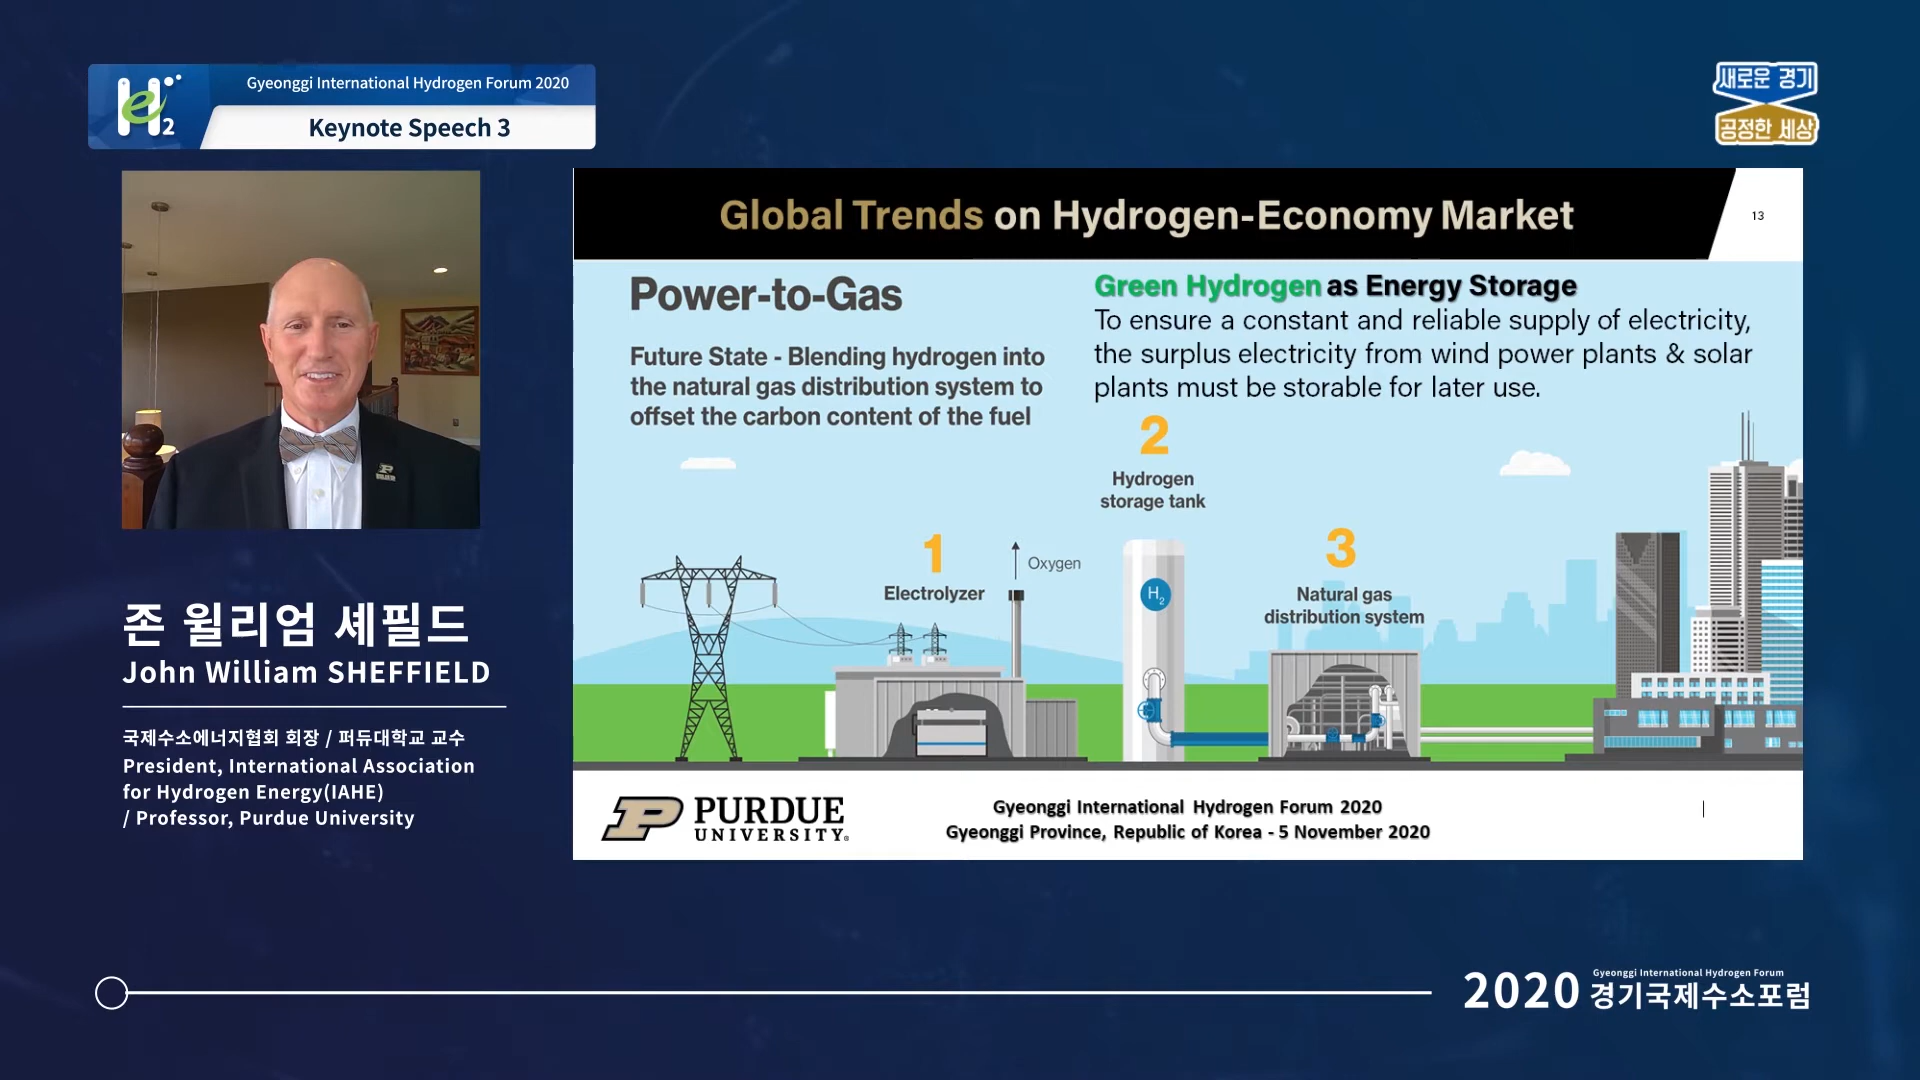 H e 2
Gyeonggi International Hydrogen Forum 2020
Keynote Speech 3
새로운 경기
공정한 세상
존 윌리엄 셰필드
John William SHEFFIELD
국제수소에너지협회 회장 / 퍼듀대학교 교수
President, International Association
for Hydrogen Energy(IAHE)
/ Professor, Purdue University
Global Trends on Hydrogen-Economy Market
13
Power-to-Gas
Future State - Blending hydrogen into
the natural gas distribution system to
offset the carbon content of the fuel
Green Hydrogen as Energy Storage
To ensure a constant and reliable supply of electricity,
the surplus electricity from wind power plants & solar
plants must be storable for later use.
1
Electrolyzer
Oxygen
2
Hydrogen
storage tank
H2
3
Natural gas
distribution system
P PURDUE
UNIVERSITY®
Gyeonggi International Hydrogen Forum 2020
Gyeonggi Province, Republic of Korea - 5 November 2020
2020 Gyeonggi International Hydrogen Forum
경기국제수소포럼